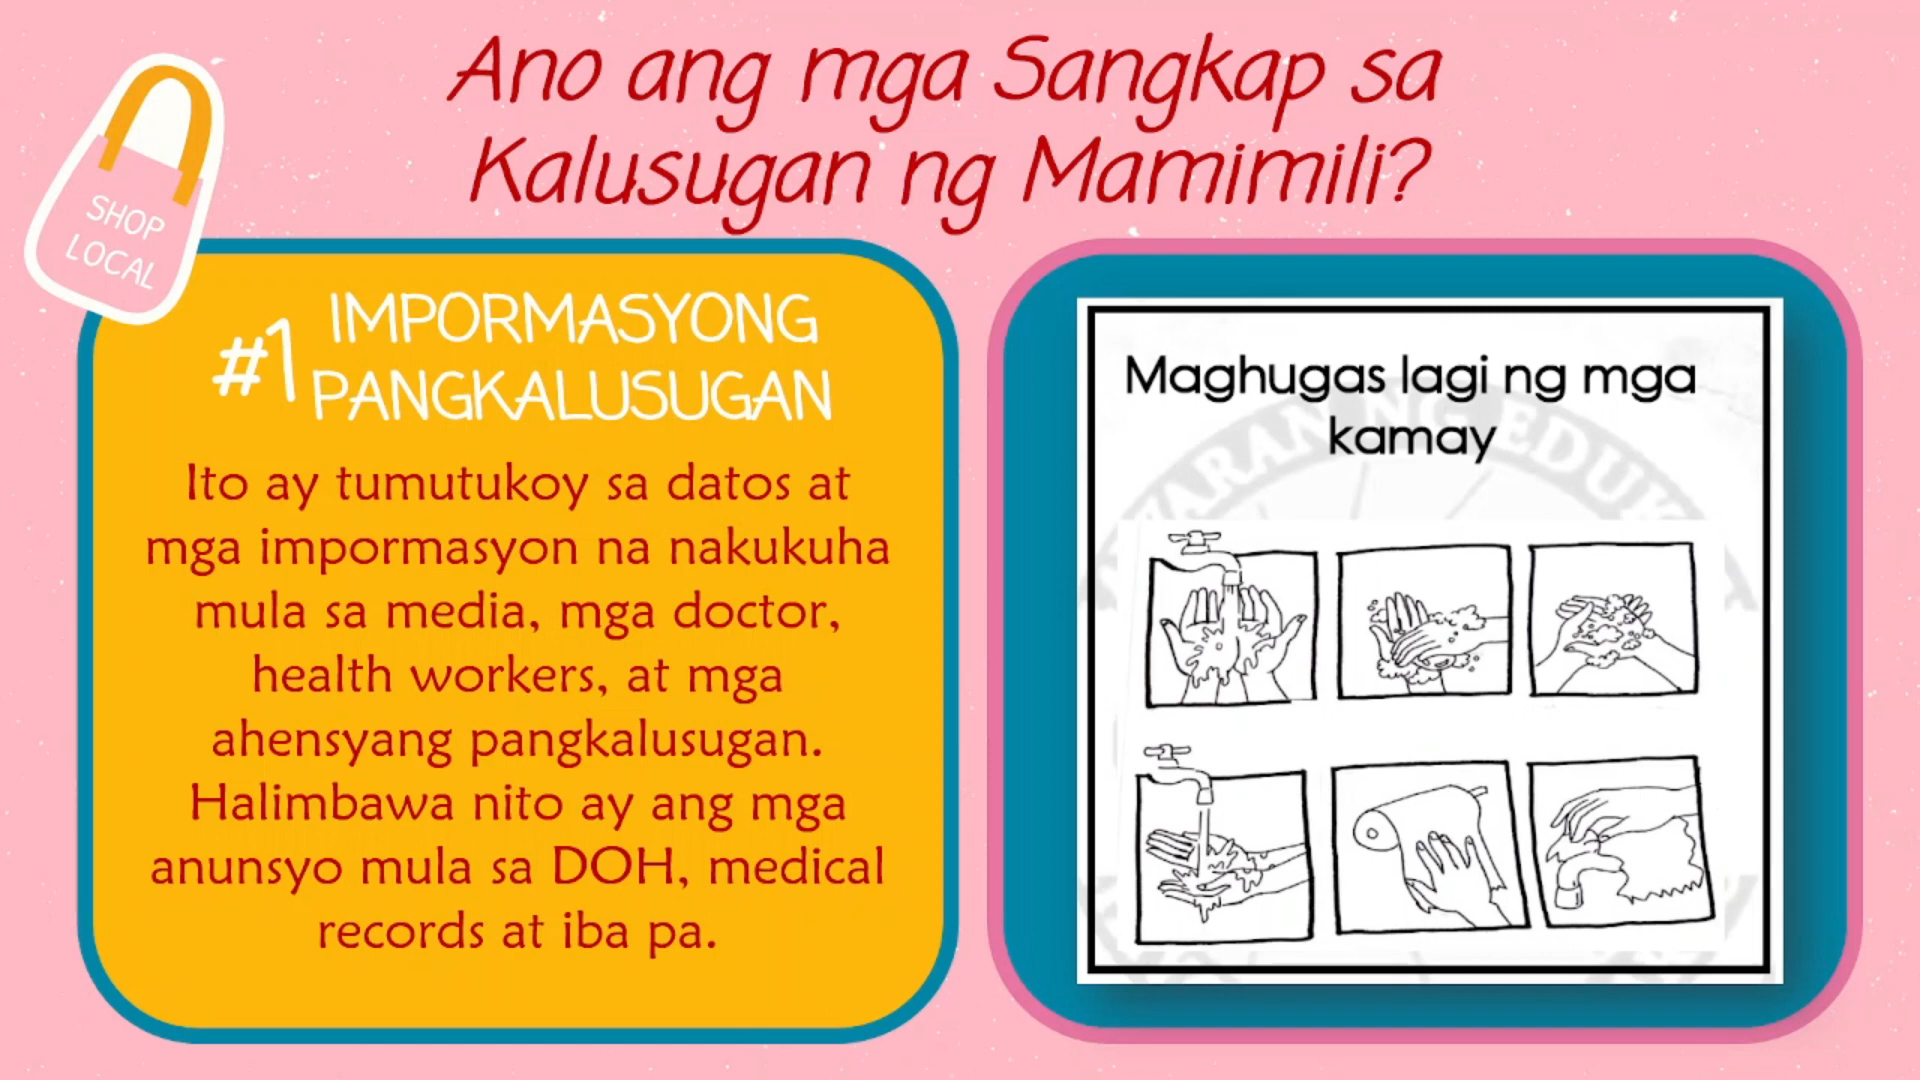 Ano ang mga Sangkap sa
Kalusugan ng Mamimili?
SHOP
LOCAL
#1 IMPORMASYONG
PANGKALUSUGAN
Ito ay tumutukoy sa datos at
mga impormasyon na nakukuha
mula sa media, mga doctor,
health workers, at mga
ahensyang pangkalusugan.
Halimbawa nito ay ang mga
anunsyo mula sa DOH, medical
records at iba pa.
Maghugas lagi ng mga
kamay